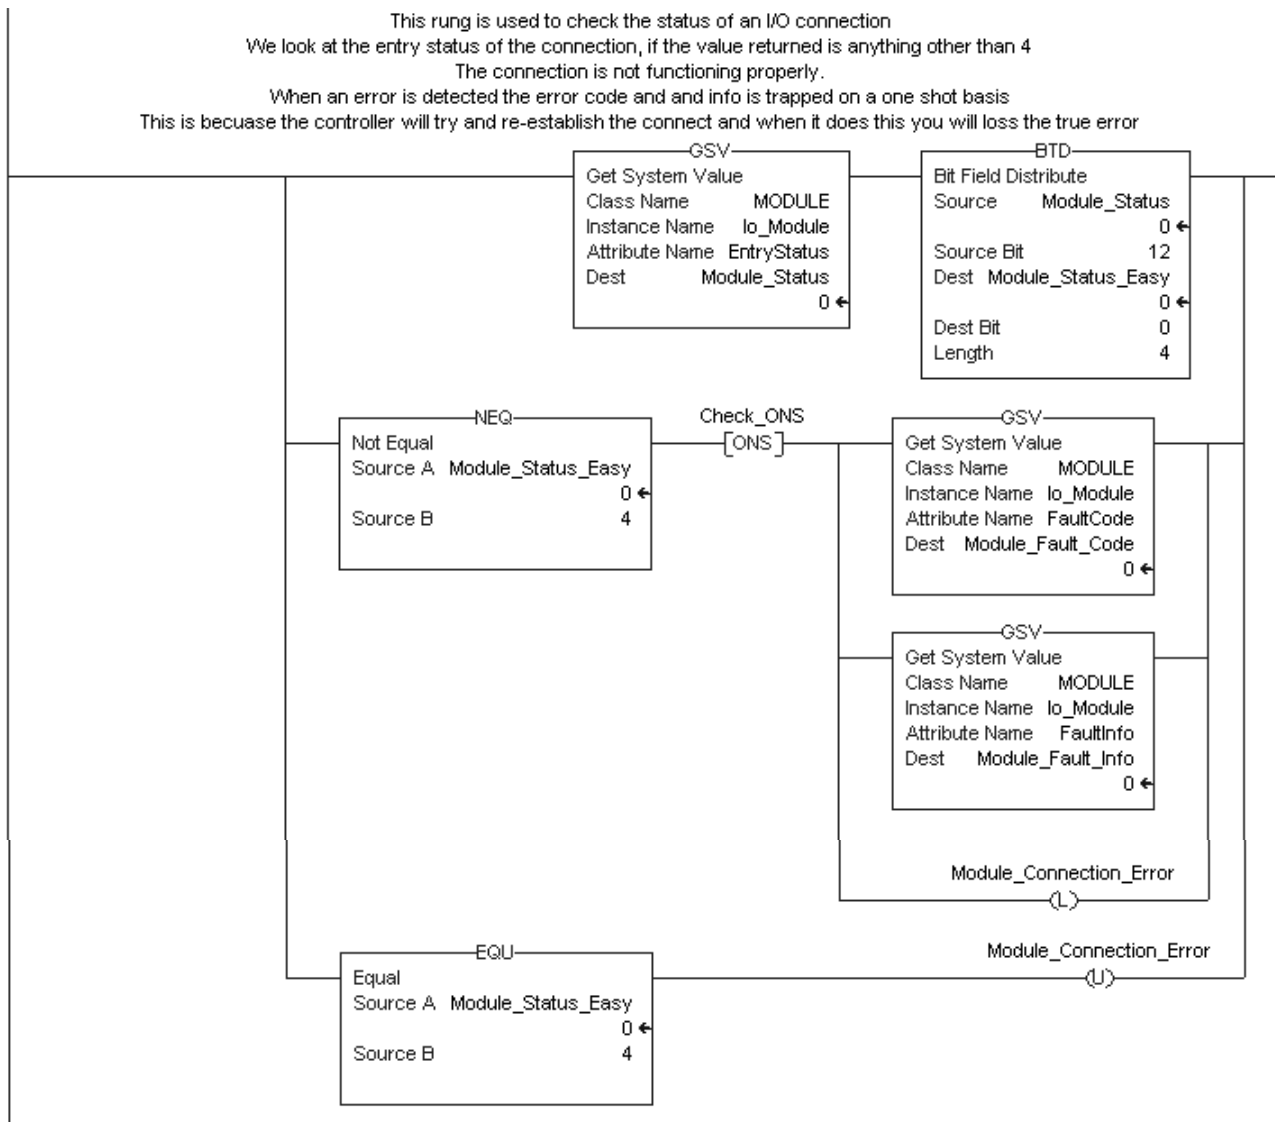 This rung is used to check the status of an I/O connection
We look at the entry status of the connection, if the value returned is anything other than 4
The connection is not functioning properly.
When an error is detected the error code and and info is trapped on a one shot basis
This is becuase the controller will try and re-establish the connect and when it does this you will loss the true error
GSV
Get System Value
Class Name MODULE
Instance Name Io_Module
Attribute Name EntryStatus
Dest Module_Status
0
BTD
Bit Field Distribute
Source Module_Status
0
Source Bit 12
Dest Module_Status_Easy
0
Dest Bit 0
Length 4
NEQ
Not Equal
Source A Module_Status_Easy
0
Source B 4
Check_ONS
ONS
GSV
Get System Value
Class Name MODULE
Instance Name Io_Module
Attribute Name FaultCode
Dest Module_Fault_Code
0
GSV
Get System Value
Class Name MODULE
Instance Name Io_Module
Attribute Name FaultInfo
Dest Module_Fault_Info
0
Module_Connection_Error
L
EQU
Equal
Source A Module_Status_Easy
0
Source B 4
Module_Connection_Error
U